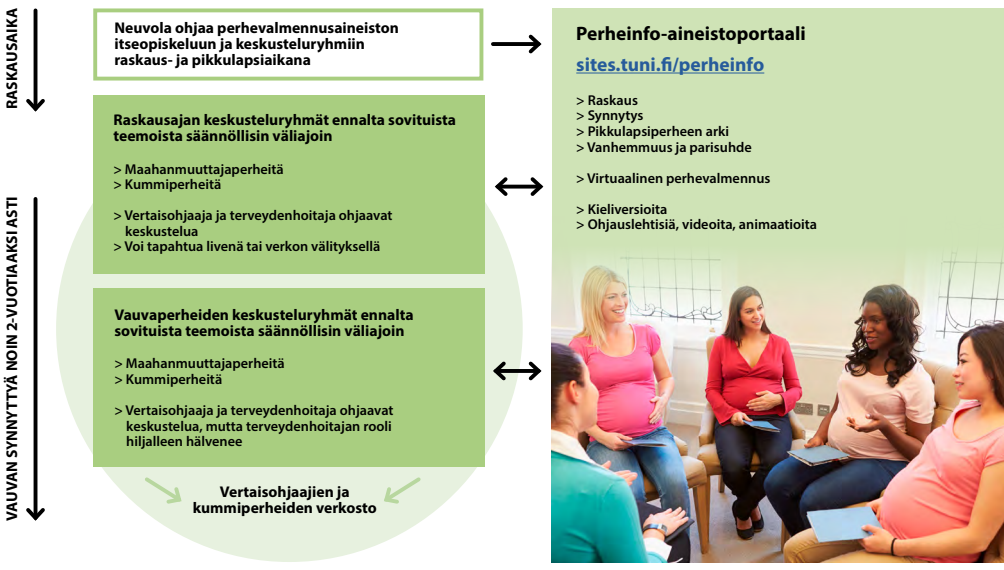 RASKAUSAIKA
Neuvola ohjaa perhevalmennusaineiston
itseopiskeluun ja keskusteluryhmiin
raskaus- ja pikkulapsiaikana
Raskausajan keskusteluryhmät ennalta sovituista
teemoista säännöllisin väliajoin
> Maahanmuuttajaperheitä
> Kummiperheitä
> Vertaisohjaaja ja terveydenhoitaja ohjaavat
keskustelua
> Voi tapahtua livenä tai verkon välityksellä
VAUVAN SYNNYTTYÄ NOIN 2-VUOTIAAKSI ASTI
Vauvaperheiden keskusteluryhmät ennalta
sovituista teemoista säännöllisin väliajoin
> Maahanmuuttajaperheitä
> Kummiperheitä
> Vertaisohjaaja ja terveydenhoitaja ohjaavat
keskustelua, mutta terveydenhoitajan rooli
hiljalleen hälvenee
Vertaisohjaajien ja
kummiperheiden verkosto
Perheinfo-aineistoportaali
sites.tuni.fi/perheinfo
> Raskaus
> Synnytys
> Pikkulapsiperheen arki
> Vanhemmuus ja parisuhde
> Virtuaalinen perhevalmennus
> Kieliversioita
> Ohjauslehtisiä, videoita, animaatioita